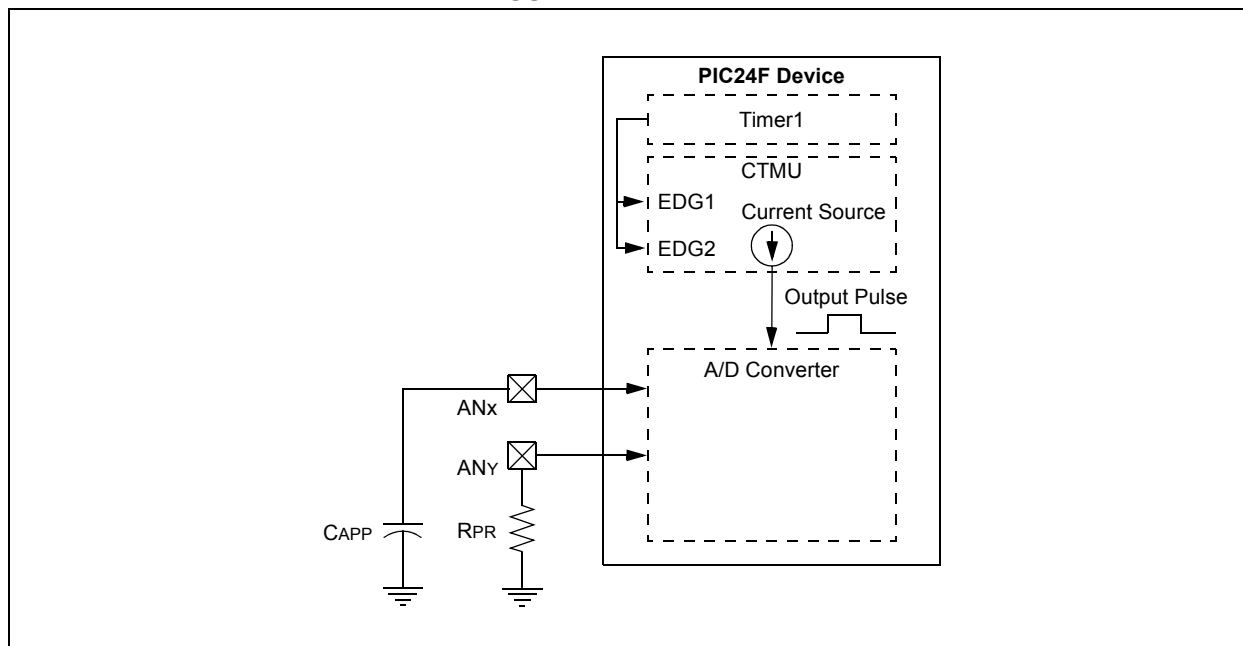 PIC24F Device
Timer1
CTMU
EDG1
Current Source
EDG2
Output Pulse
A/D Converter
ANX
ANY
CAPP
RPR